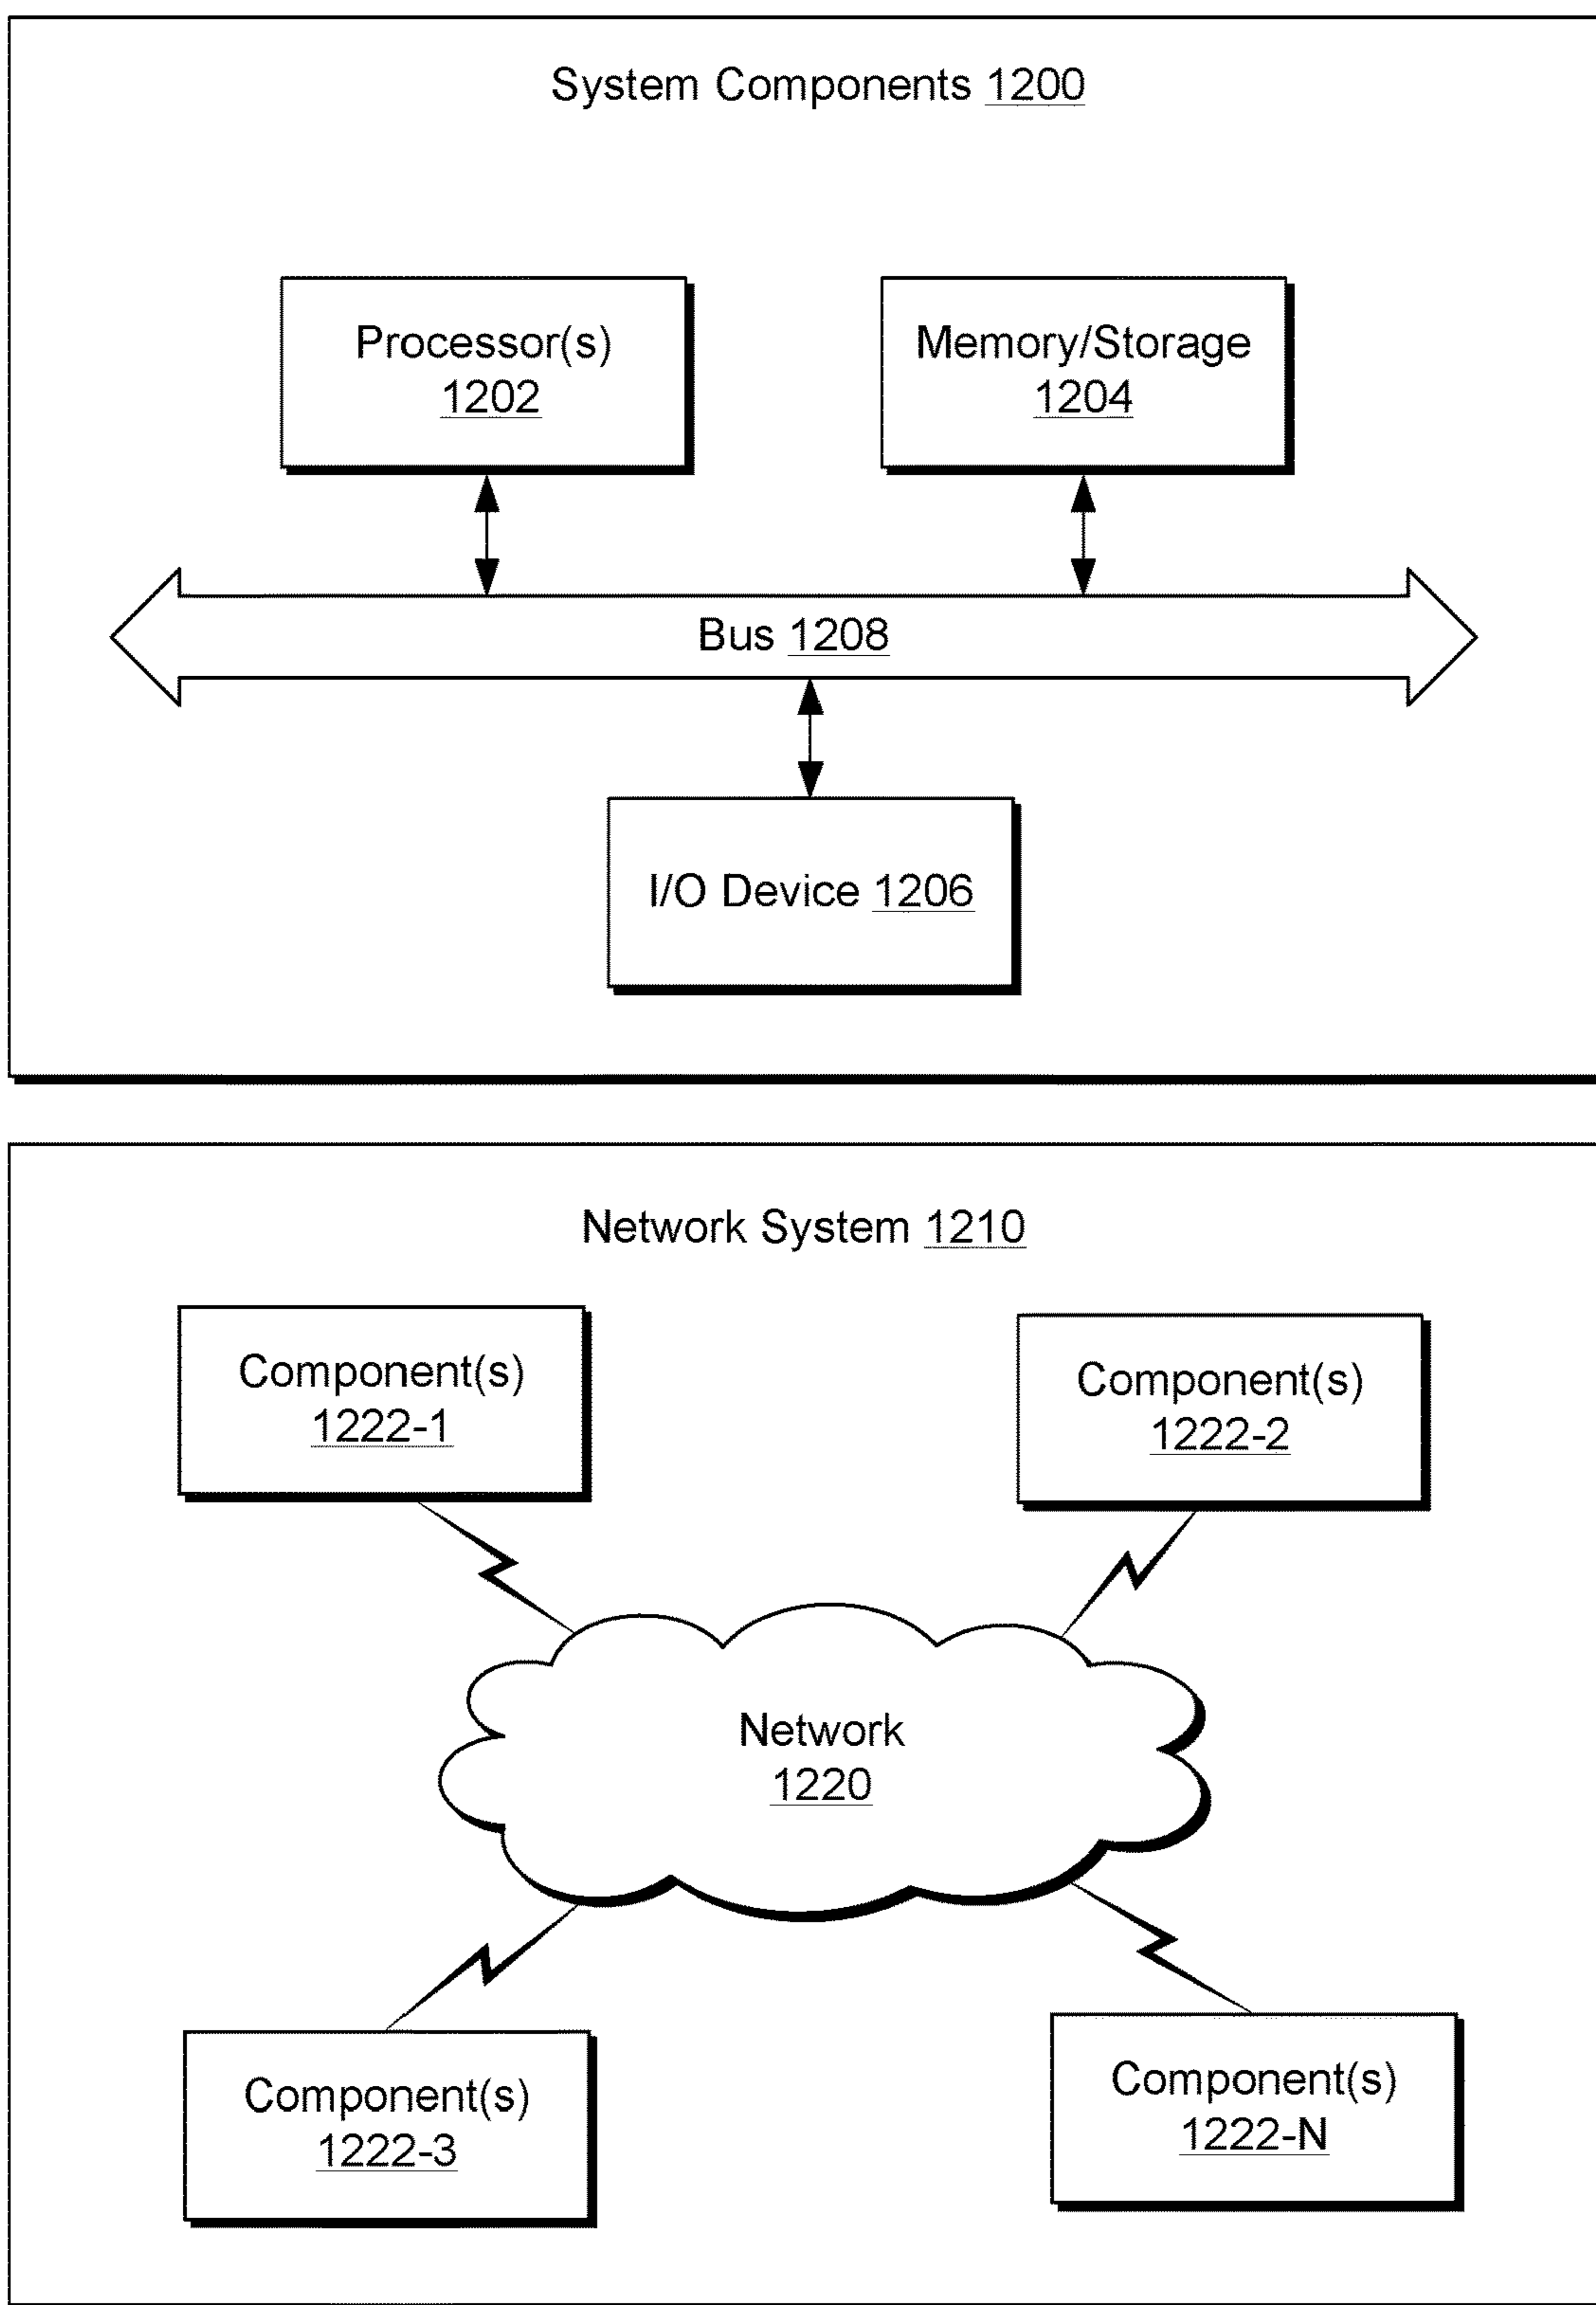 System Components 1200
Processor(s)
1202
Memory/Storage
1204
Bus 1208
I/O Device 1206
Network System 1210
Component(s)
1222-1
Component(s)
1222-2
Network
1220
Component(s)
1222-3
Component(s)
1222-N